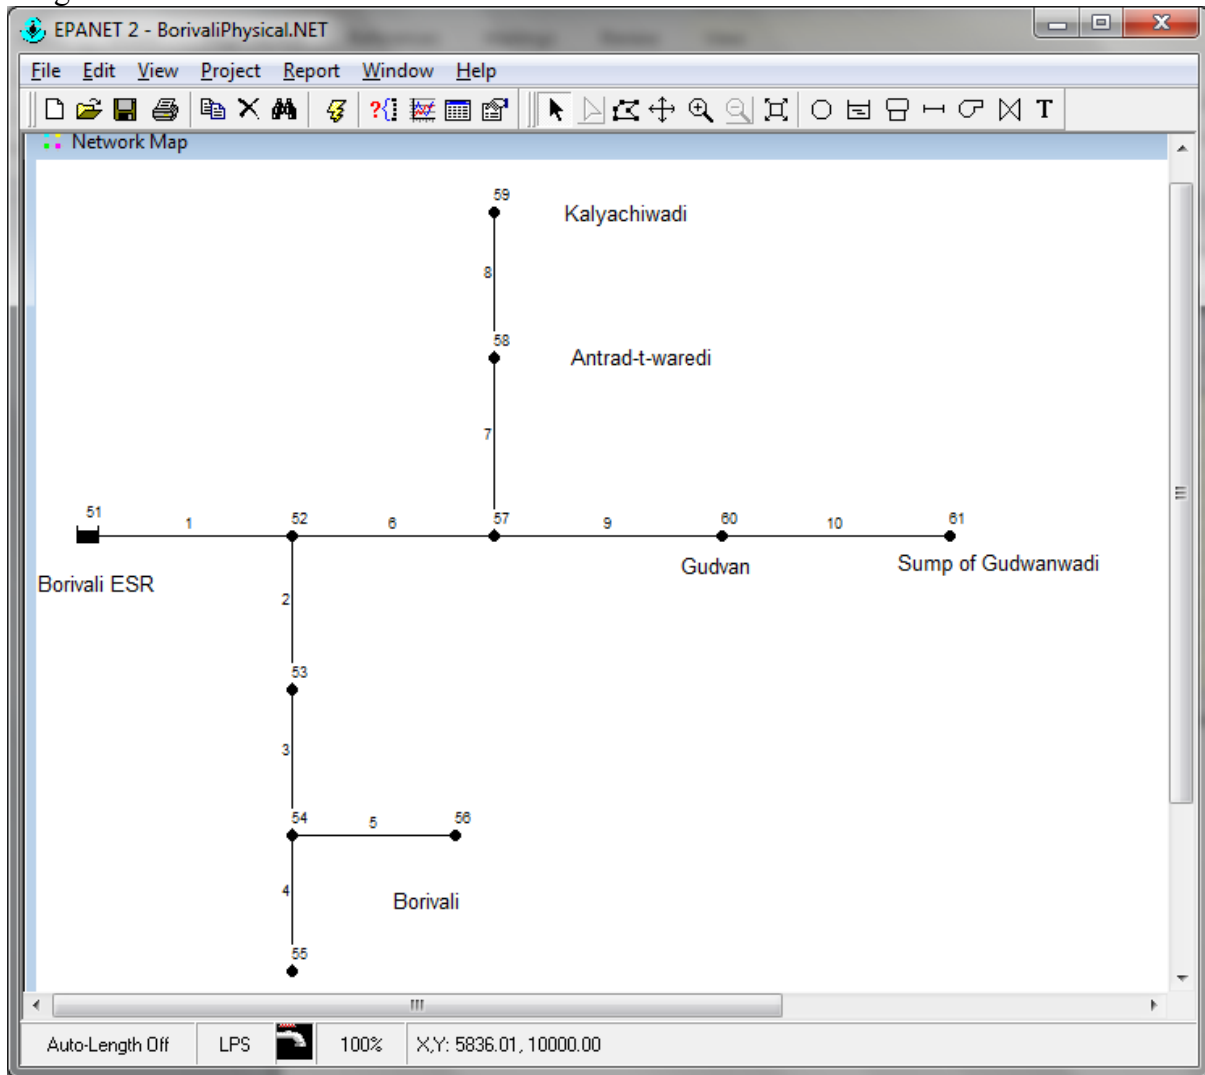 EPANET 2 - BorivaliPhysical.NET
File Edit View Project Report Window Help
T
Network Map
59
Kalyachiwadi
8
58
Antrad-t-waredi
7
51 1 52 6 57 9 60 10 61
Borivali ESR
Gudvan
Sump of Gudwanwadi
2
53
3
54 5 56
4
Borivali
55
Auto-Length Off LPS 100% X,Y: 5836.01, 10000.00